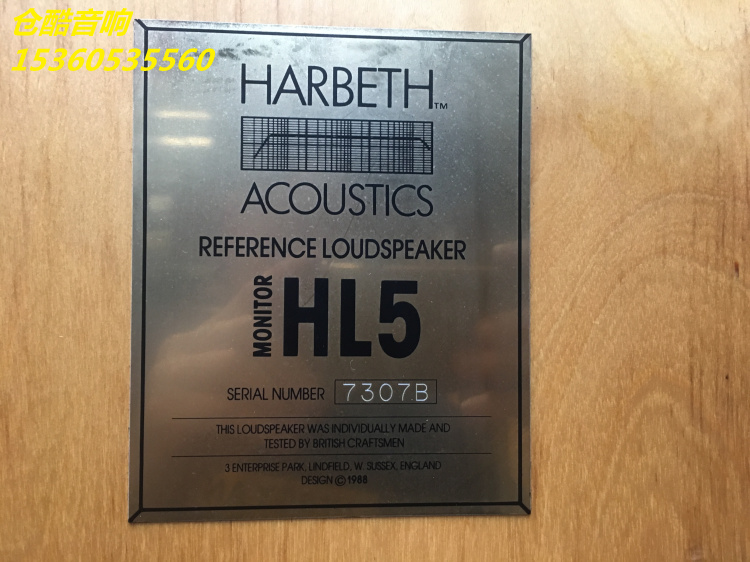 仓酷音响
15360535560
HARBETH™
ACOUSTICS
REFERENCE LOUDSPEAKER
MONITOR
HL5
SERIAL NUMBER 7307B
THIS LOUDSPEAKER WAS INDIVIDUALLY MADE AND
TESTED BY BRITISH CRAFTSMEN
3 ENTERPRISE PARK, LINDFIELD, W. SUSSEX, ENGLAND
DESIGN © 1988